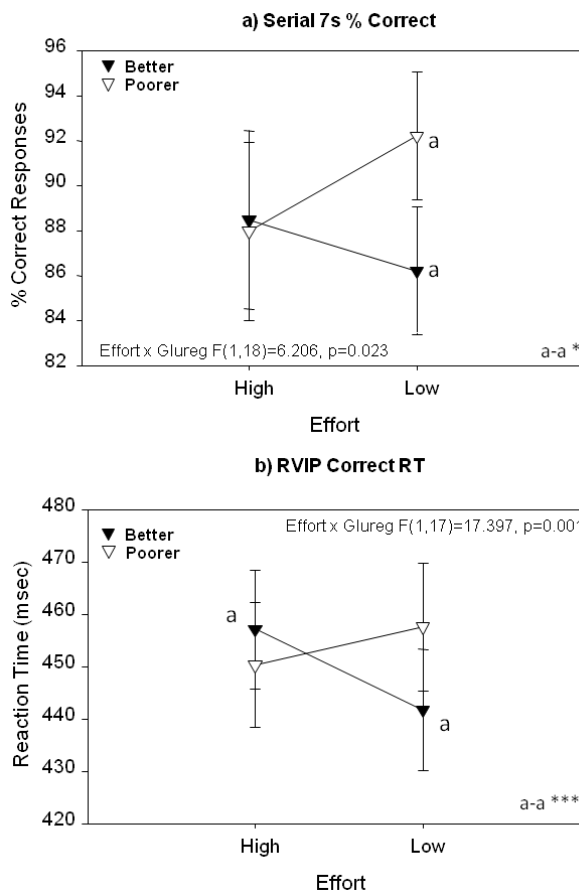 a) Serial 7s % Correct
96
94
92
90
88
86
84
82
% Correct Responses
Better
Poorer
a
a
Effort x Glureg F(1,18)=6.206, p=0.023
a-a *
High
Low
Effort
b) RVIP Correct RT
480
470
460
450
440
430
420
Reaction Time (msec)
Better
Poorer
Effort x Glureg F(1,17)=17.397, p=0.001
a
a
a-a ***
High
Low
Effort